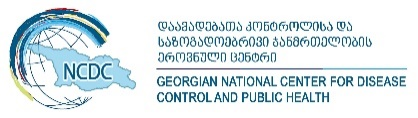 დაავადებათა კონტროლისა და
საზოგადოებრივი ჯანმრთელობის
ეროვნული ცენტრი
NCDC
GEORGIAN NATIONAL CENTER FOR DISEASE
CONTROL AND PUBLIC HEALTH